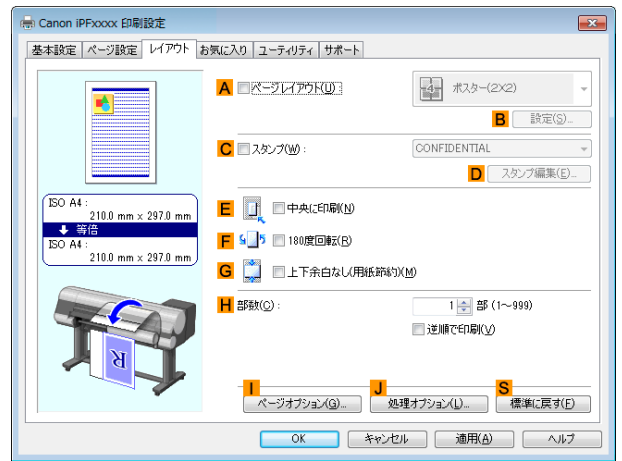 Canon iPFxxxx 印刷設定
基本設定 ページ設定 レイアウト お気に入り ユーティリティ サポート
A ページレイアウト(U) : 4 ポスター(2×2)
B 設定(S)...
C スタンプ(W) : CONFIDENTIAL
D スタンプ編集(E)...
ISO A4 :
210.0 mm x 297.0 mm
等倍
ISO A4 :
210.0 mm x 297.0 mm
E 中央に印刷(N)
F 180度回転(R)
G 上下余白なし(用紙節約)(M)
H 部数(C) : 1 部 (1～999)
逆順で印刷(V)
R
I J S
ページオプション(G)... 処理オプション(L)... 標準に戻す(F)
OK キャンセル 適用(A) ヘルプ